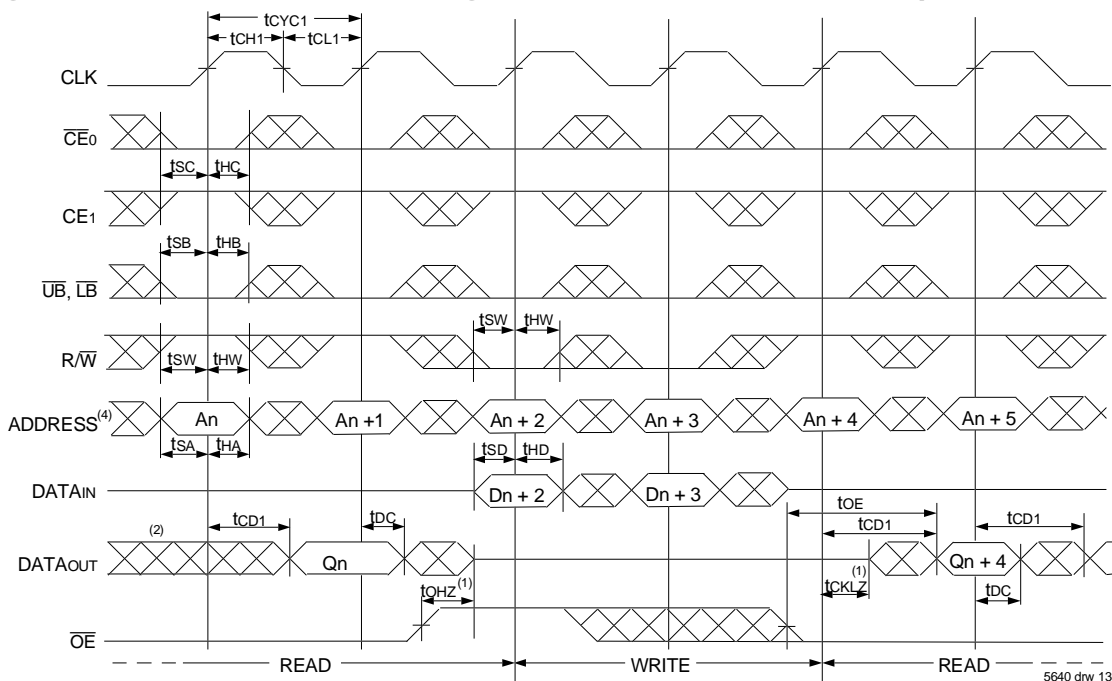 tCYC1
tCH1 tCL1
CLK
CE0
tSC tHC
CE1
tSB tHB
UB, LB
tSW tHW
R/W
tSW tHW
ADDRESS(4) An An +1 An + 2 An + 3 An + 4 An + 5
tSA tHA
tSD tHD
DATAIN Dn + 2 Dn + 3
tOE
(2) tCD1 tDC tCD1 tCD1
DATAOUT Qn Qn + 4
tOHZ(1) tCKLZ(1) tDC
OE
READ WRITE READ
5640 drw 13